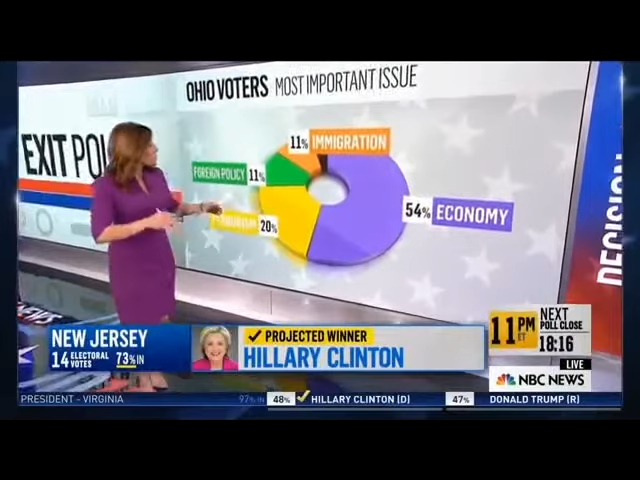 OHIO VOTERS MOST IMPORTANT ISSUE
EXIT POL
11% IMMIGRATION
FOREIGN POLICY 11%
54% ECONOMY
20%
DECISION
NEW JERSEY
14 ELECTORAL VOTES 73% IN
✓ PROJECTED WINNER
HILLARY CLINTON
11PM ET
NEXT
POLL CLOSE
18:16
LIVE
NBC NEWS
PRESIDENT - VIRGINIA 97% IN 48% ✓ HILLARY CLINTON (D) 47% DONALD TRUMP (R)